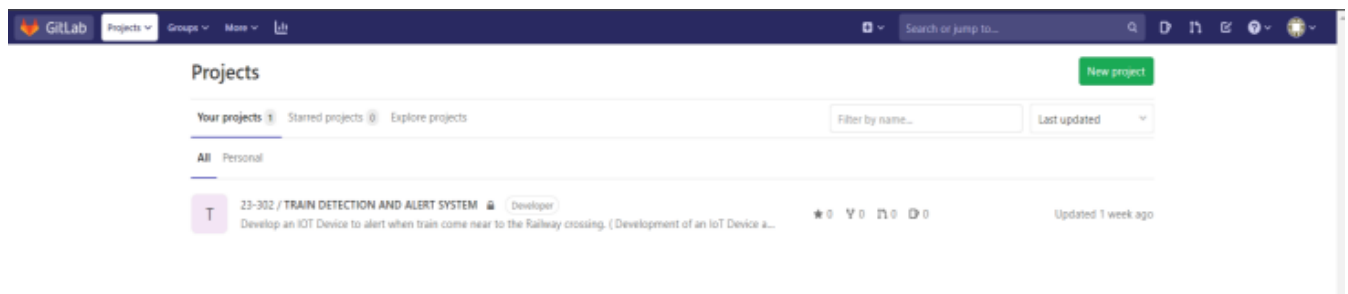 GitLab Projects Groups More Search or jump to...
Projects New project
Your projects 1 Starred projects 0 Explore projects Filter by name... Last updated
All Personal
T 23-302 / TRAIN DETECTION AND ALERT SYSTEM Developer
Develop an IOT Device to alert when train come near to the Railway crossing. ( Development of an IoT Device a... 0 0 0 0 Updated 1 week ago